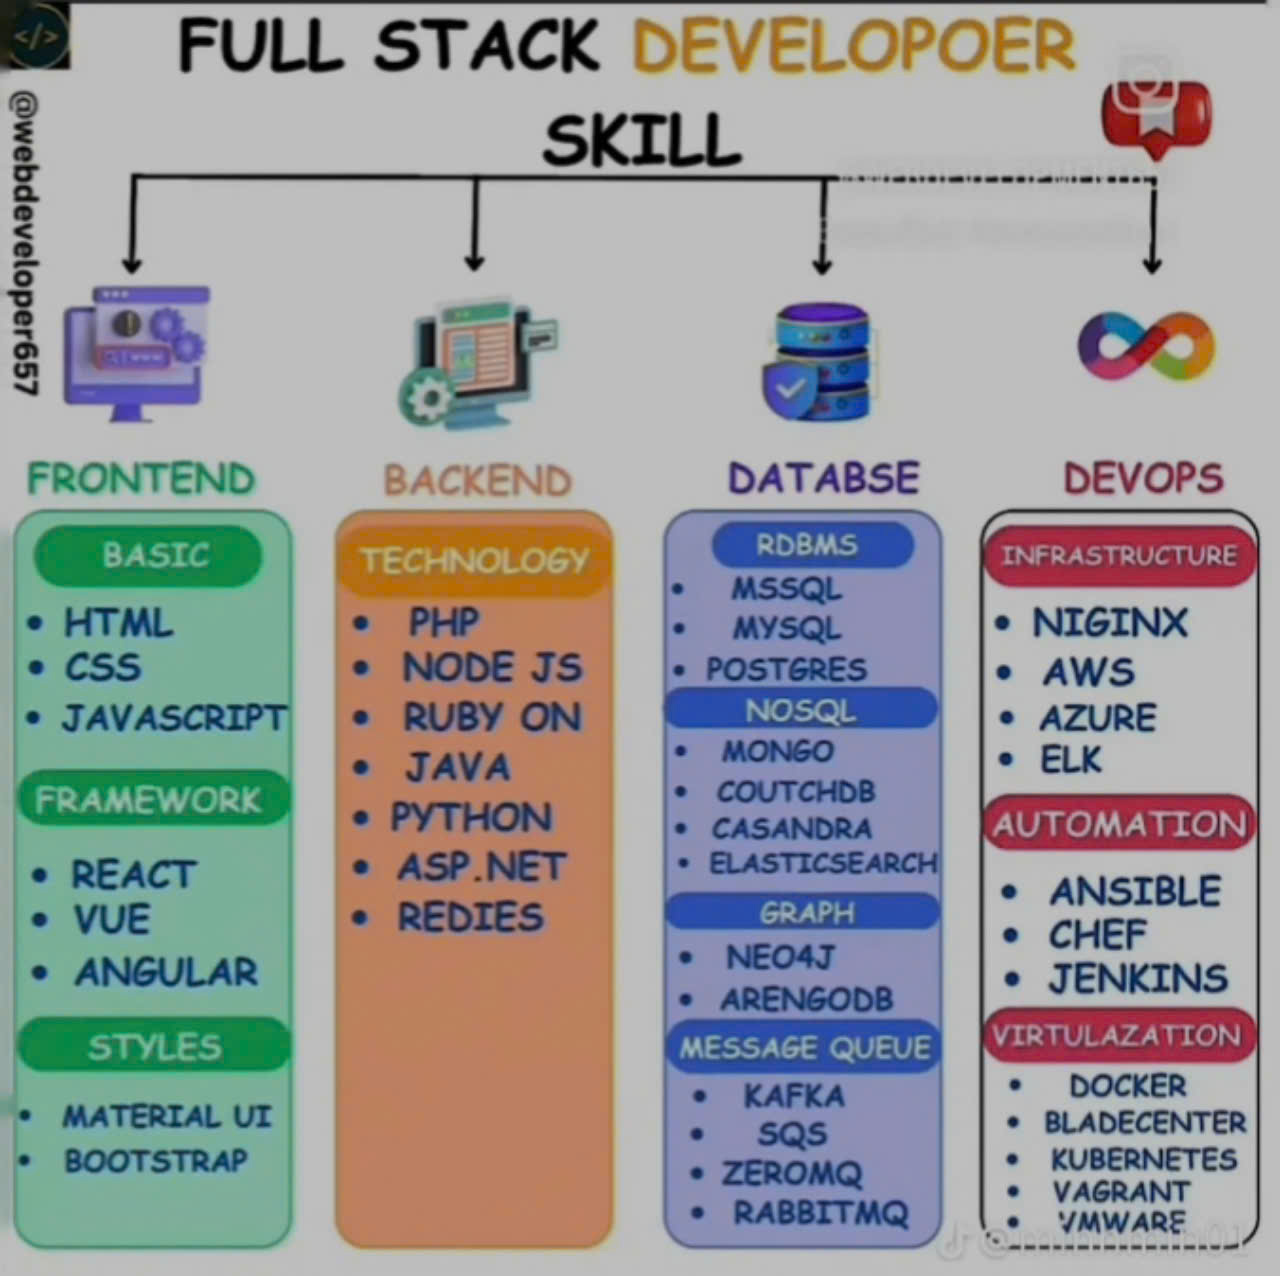 </>
FULL STACK DEVELOPOER
SKILL
@webdeveloper657
FRONTEND
BASIC
HTML
CSS
JAVASCRIPT
FRAMEWORK
REACT
VUE
ANGULAR
STYLES
MATERIAL UI
BOOTSTRAP
BACKEND
TECHNOLOGY
PHP
NODE JS
RUBY ON
JAVA
PYTHON
ASP.NET
REDIES
DATABSE
RDBMS
MSSQL
MYSQL
POSTGRES
NOSQL
MONGO
COUTCHDB
CASANDRA
ELASTICSEARCH
GRAPH
NEO4J
ARENGODB
MESSAGE QUEUE
KAFKA
SQS
ZEROMQ
RABBITMQ
DEVOPS
INFRASTRUCTURE
NIGINX
AWS
AZURE
ELK
AUTOMATION
ANSIBLE
CHEF
JENKINS
VIRTULAZATION
DOCKER
BLADECENTER
KUBERNETES
VAGRANT
VMWARE